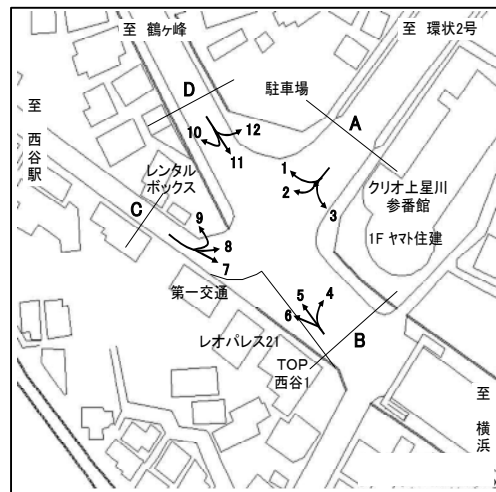 至 鶴ヶ峰
至 環状2号
D
駐車場
至
西
谷
駅
10
12
11
A
レンタル
ボックス
1
2
3
クリオ上星川
参番館
C
9
8
7
1F ヤマト住建
第一交通
5
4
6
B
レオパレス21
TOP
西谷1
至
横
浜